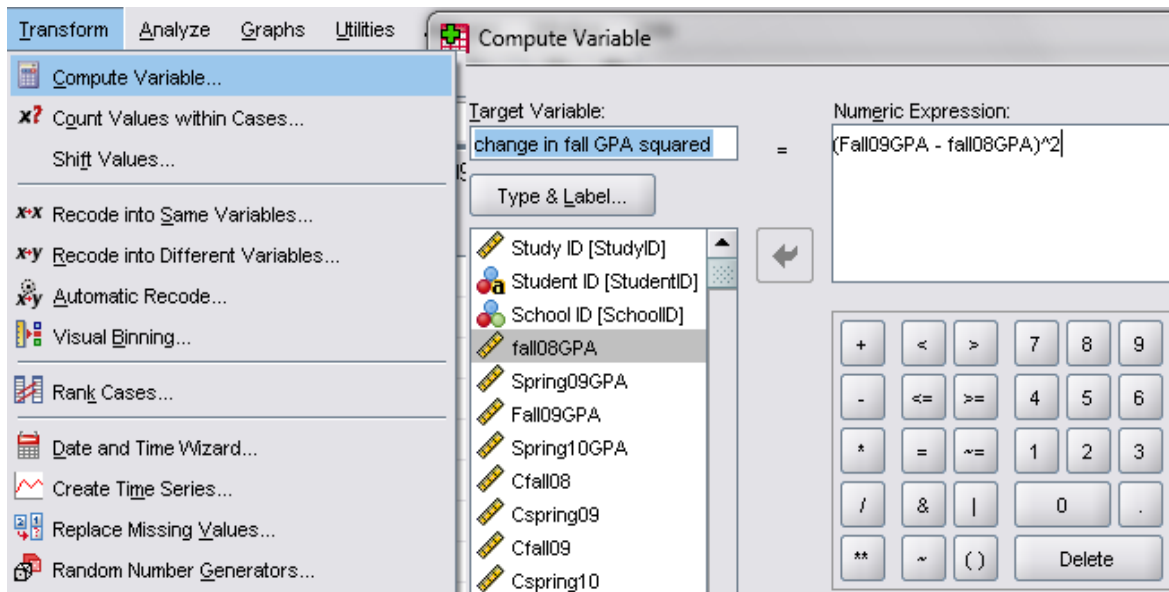 Transform Analyze Graphs Utilities
Compute Variable...
Count Values within Cases...
Shift Values...
Recode into Same Variables...
Recode into Different Variables...
Automatic Recode...
Visual Binning...
Rank Cases...
Date and Time Wizard...
Create Time Series...
Replace Missing Values...
Random Number Generators...
Compute Variable
Target Variable:
change in fall GPA squared
=
Numeric Expression:
(Fall09GPA - fall08GPA)^2
Type & Label...
Study ID [StudyID]
Student ID [StudentID]
School ID [SchoolID]
fall08GPA
Spring09GPA
Fall09GPA
Spring10GPA
Cfall08
Cspring09
Cfall09
Cspring10
+ < > 7 8 9
- <= >= 4 5 6
* = ~= 1 2 3
/ & | 0 .
** ~ ( ) Delete